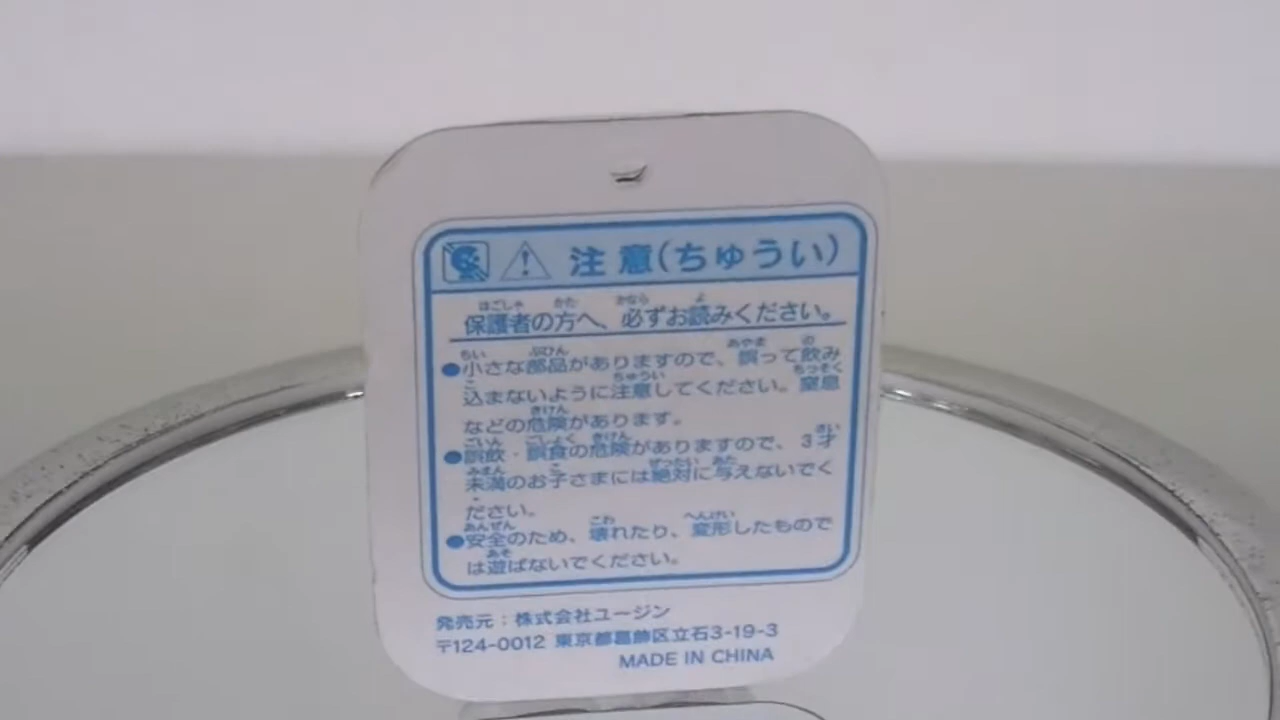 注意(ちゅうい)
保護者の方へ、必ずお読みください。
●小さな部品がありますので、誤って飲み
込まないように注意してください。窒息
などの危険があります。
●誤飲・誤食の危険がありますので、3才
未満のお子さまには絶対に与えないでく
ださい。
●安全のため、壊れたり、変形したもので
は遊ばないでください。
発売元：株式会社ユージン
〒124-0012 東京都葛飾区立石3-19-3
MADE IN CHINA